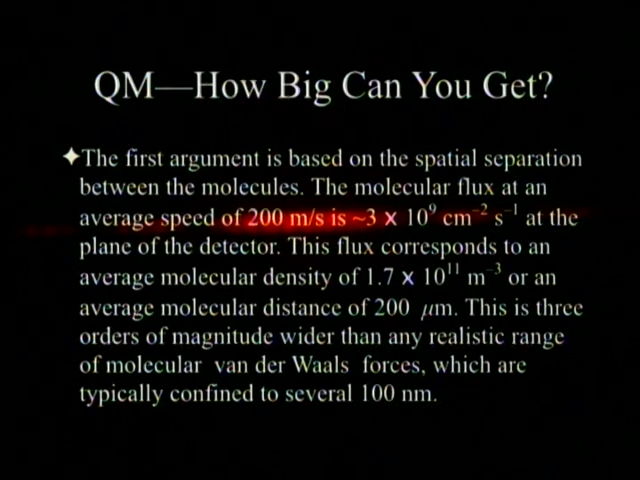 QM—How Big Can You Get?
✦The first argument is based on the spatial separation
between the molecules. The molecular flux at an
average speed of 200 m/s is ~3 x 10⁹ cm⁻² s⁻¹ at the
plane of the detector. This flux corresponds to an
average molecular density of 1.7 x 10¹¹ m⁻³ or an
average molecular distance of 200 μm. This is three
orders of magnitude wider than any realistic range
of molecular van der Waals forces, which are
typically confined to several 100 nm.